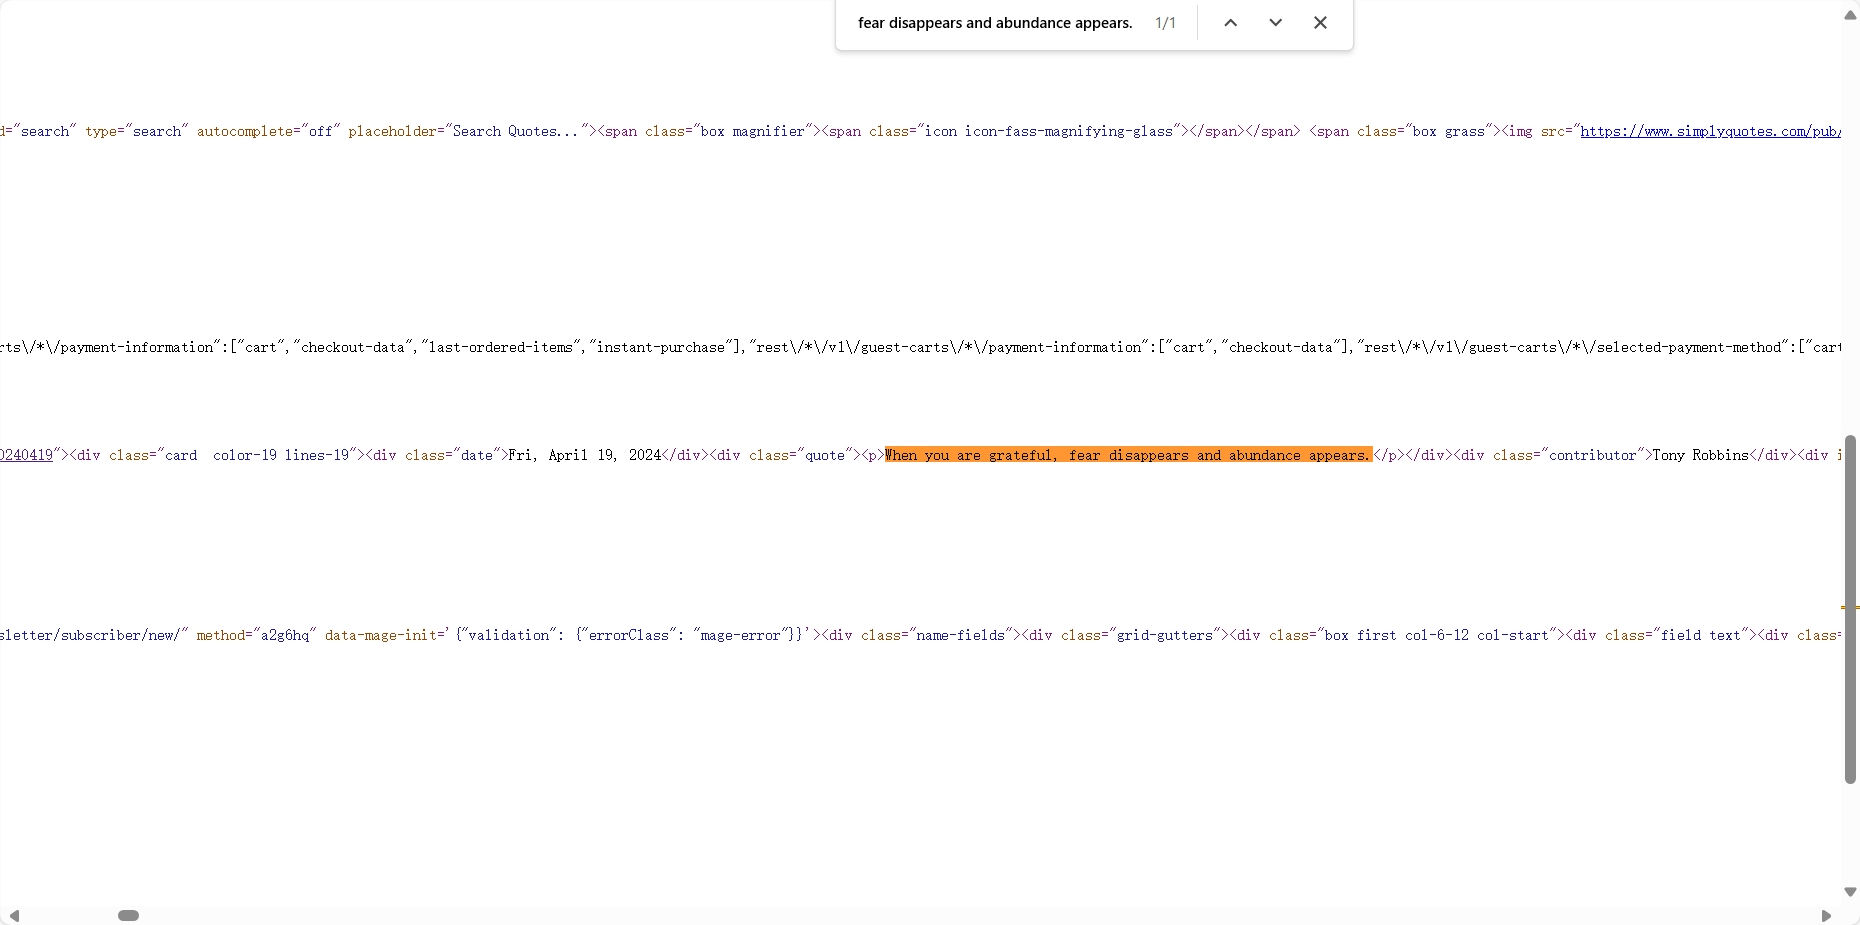 fear disappears and abundance appears. 1/1
d="search" type="search" autocomplete="off" placeholder="Search Quotes..."><span class="box magnifier"><span class="icon icon-fass-magnifying-glass"></span></span> <span class="box grass"><img src="https://www.simplyquotes.com/pub/
rts\/*\/payment-information":["cart","checkout-data","last-ordered-items","instant-purchase"],"rest\/*\/v1\/guest-carts\/*\/payment-information":["cart","checkout-data"],"rest\/*\/v1\/guest-carts\/*\/selected-payment-method":["cart
0240419"><div class="card  color-19 lines-19"><div class="date">Fri, April 19, 2024</div><div class="quote"><p>When you are grateful, fear disappears and abundance appears.</p></div><div class="contributor">Tony Robbins</div><div i
sletter/subscriber/new/" method="a2g6hq" data-mage-init='{"validation": {"errorClass": "mage-error"}}'><div class="name-fields"><div class="grid-gutters"><div class="box first col-6-12 col-start"><div class="field text"><div class=